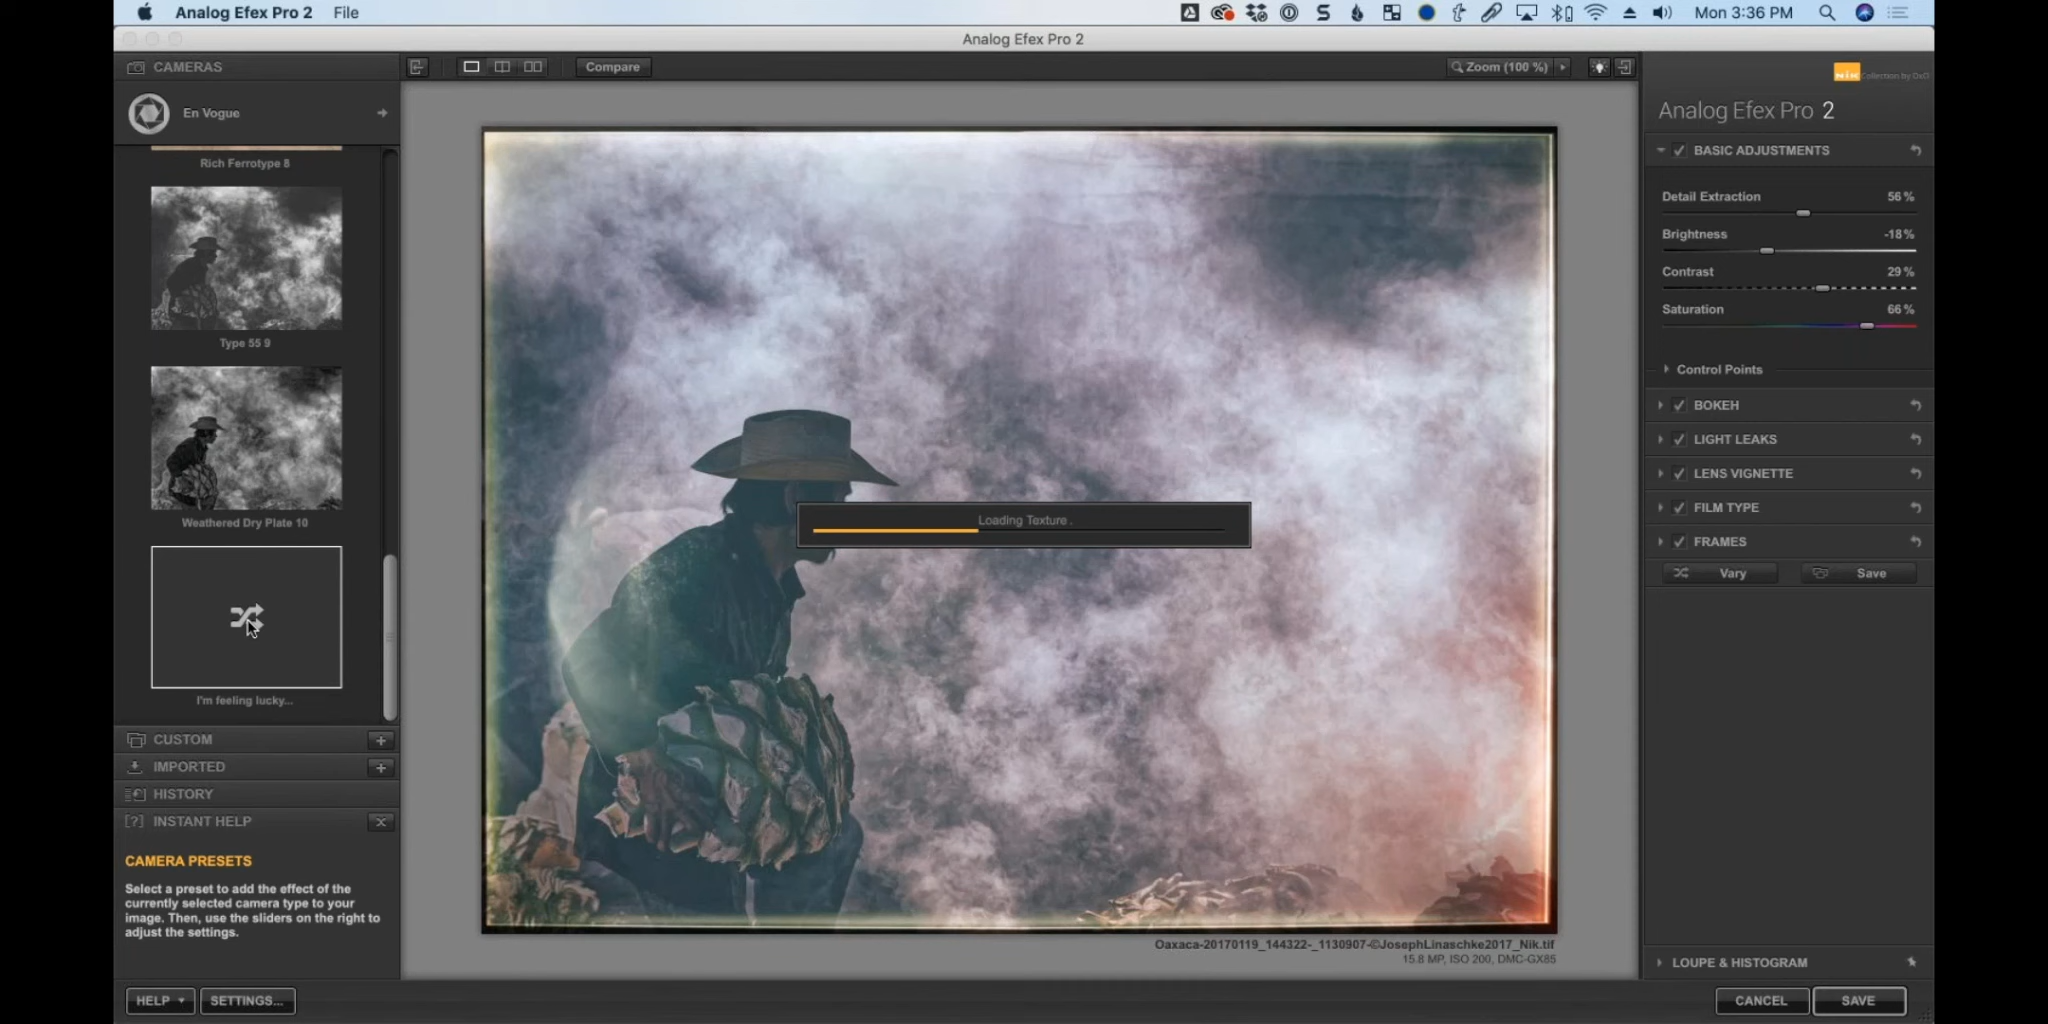 Analog Efex Pro 2 File
Mon 3:36 PM
Analog Efex Pro 2
CAMERAS
Compare
Zoom (100 %)
En Vogue
Rich Ferrotype 8
Type 55 9
Weathered Dry Plate 10
I'm feeling lucky...
CUSTOM
IMPORTED
HISTORY
[?] INSTANT HELP
CAMERA PRESETS
Select a preset to add the effect of the
currently selected camera type to your
image. Then, use the sliders on the right to
adjust the settings.
HELP
SETTINGS...
Loading Texture .
Oaxaca-20170119_144322-_1130907-©JosephLinaschke2017_Nik.tif
15.8 MP, ISO 200, DMC-GX85
Nik Collection by DxO
Analog Efex Pro 2
BASIC ADJUSTMENTS
Detail Extraction 56 %
Brightness -18 %
Contrast 29 %
Saturation 66 %
Control Points
BOKEH
LIGHT LEAKS
LENS VIGNETTE
FILM TYPE
FRAMES
Vary Save
LOUPE & HISTOGRAM
CANCEL SAVE